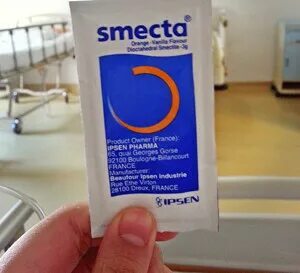 smecta®
Orange -Vanilla Flavour
Dioctahedral Smectite -3g
Product Owner (France):
IPSEN PHARMA
65, quai Georges Gorse
92100 Boulogne-Billancourt
FRANCE
Manufacturer:
Beaufour Ipsen Industrie
Rue Ethe Virton
28100 Dreux, FRANCE
IPSEN